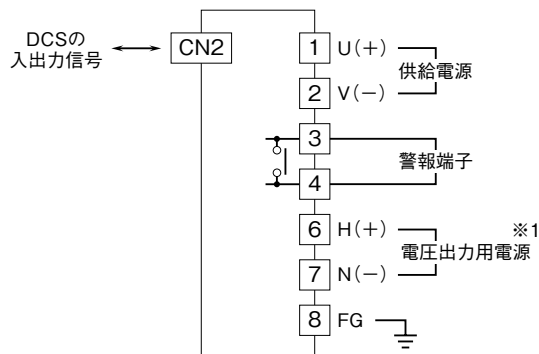 DCSの
入出力信号
CN2
1 U(+)
供給電源
2 V(−)
3
警報端子
4
※1
6 H(+)
電圧出力用電源
7 N(−)
8 FG